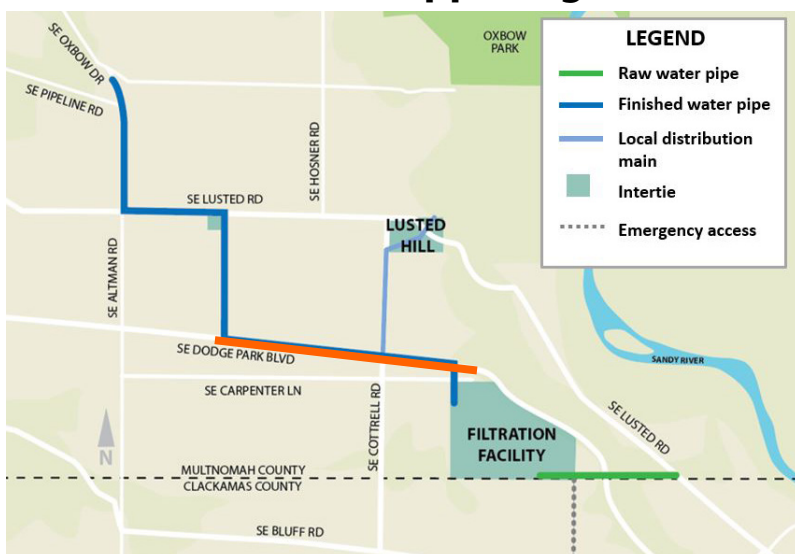 OXBOW
PARK
LEGEND
Raw water pipe
Finished water pipe
Local distribution
main
Intertie
Emergency access
SE OXBOW DR
SE PIPELINE RD
SE HOSNER RD
SE LUSTED RD
LUSTED
HILL
SE ALTMAN RD
SE DODGE PARK BLVD
SANDY RIVER
SE CARPENTER LN
SE COTTRELL RD
SE LUSTED RD
FILTRATION
FACILITY
N
MULTNOMAH COUNTY
CLACKAMAS COUNTY
SE BLUFF RD